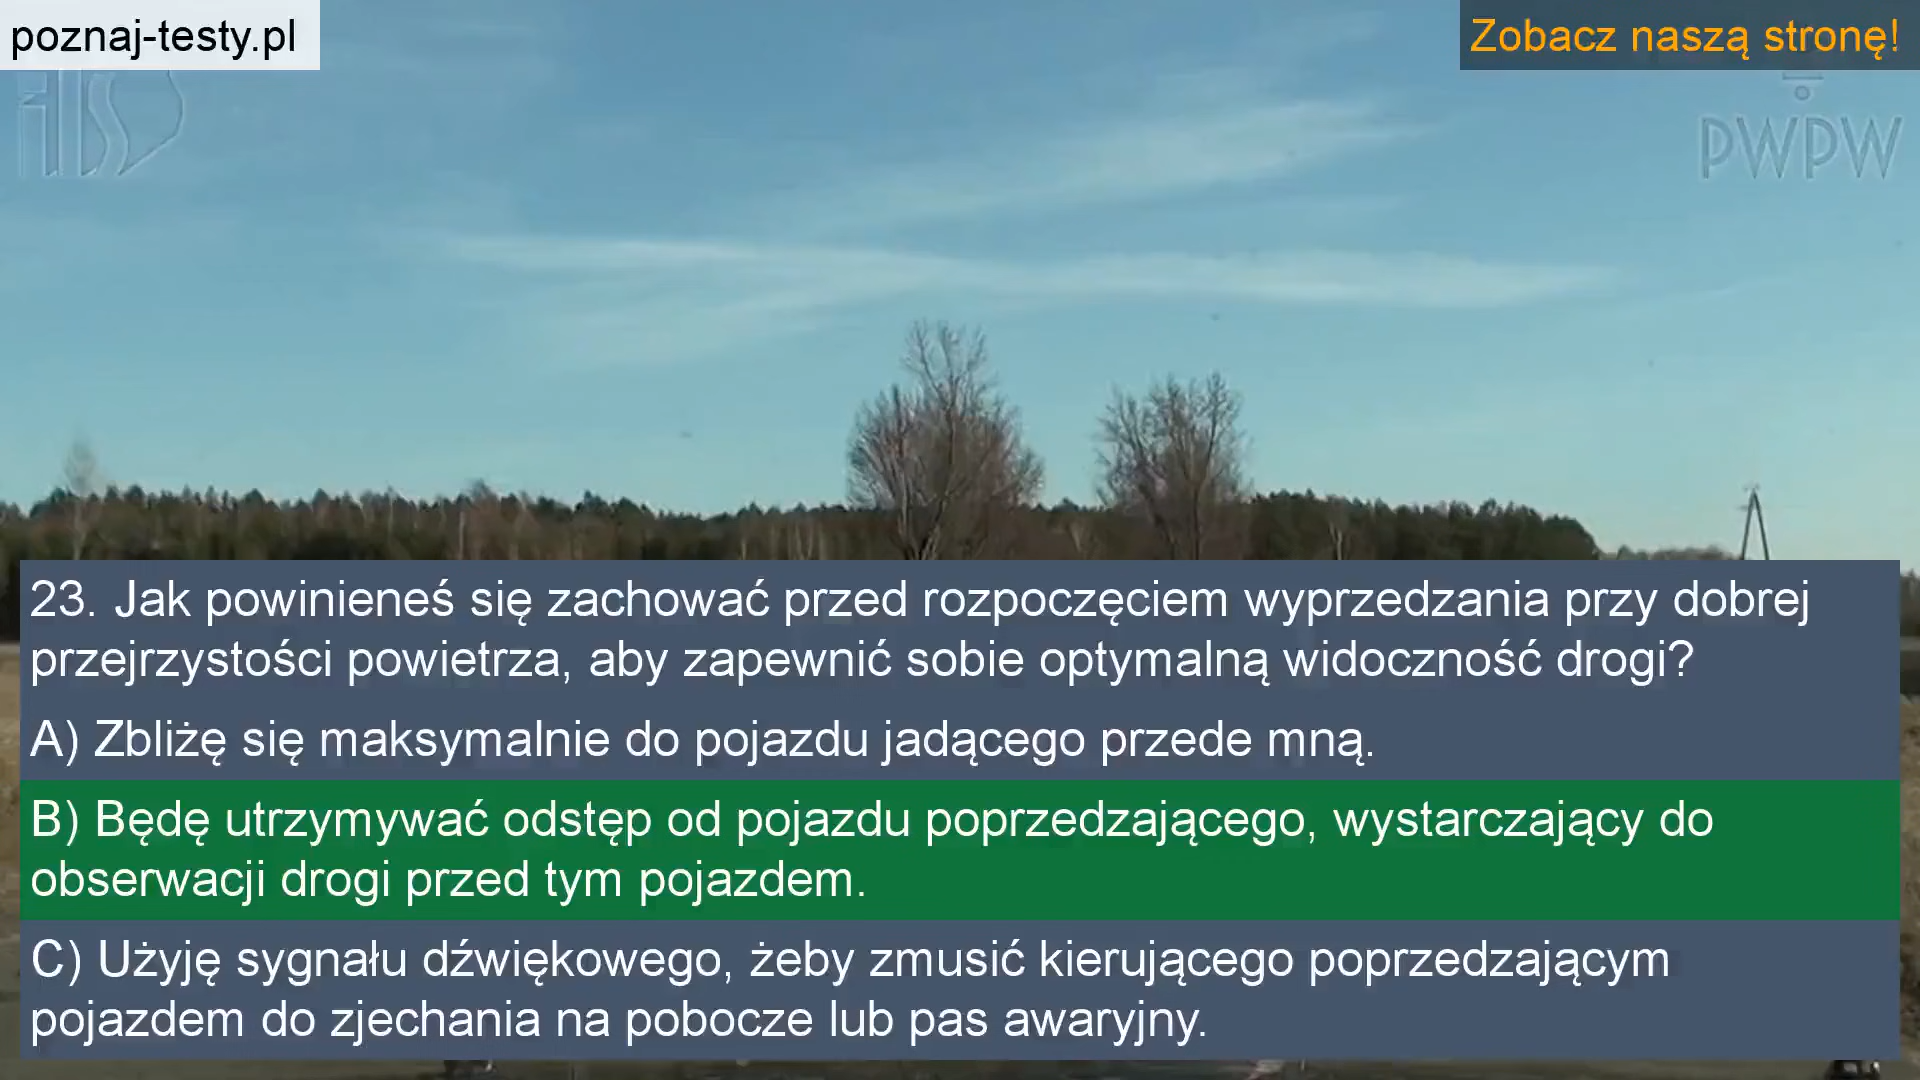 poznaj-testy.pl
Zobacz naszą stronę!
ITS
PWPW
23. Jak powinieneś się zachować przed rozpoczęciem wyprzedzania przy dobrej
przejrzystości powietrza, aby zapewnić sobie optymalną widoczność drogi?
A) Zbliżę się maksymalnie do pojazdu jadącego przede mną.
B) Będę utrzymywać odstęp od pojazdu poprzedzającego, wystarczający do
obserwacji drogi przed tym pojazdem.
C) Użyję sygnału dźwiękowego, żeby zmusić kierującego poprzedzającym
pojazdem do zjechania na pobocze lub pas awaryjny.